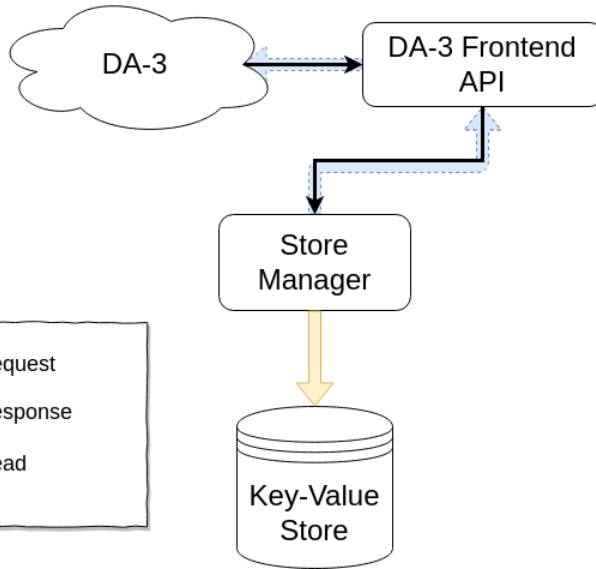 DA-3
DA-3 Frontend
API
Store
Manager
equest
esponse
ead
Key-Value
Store